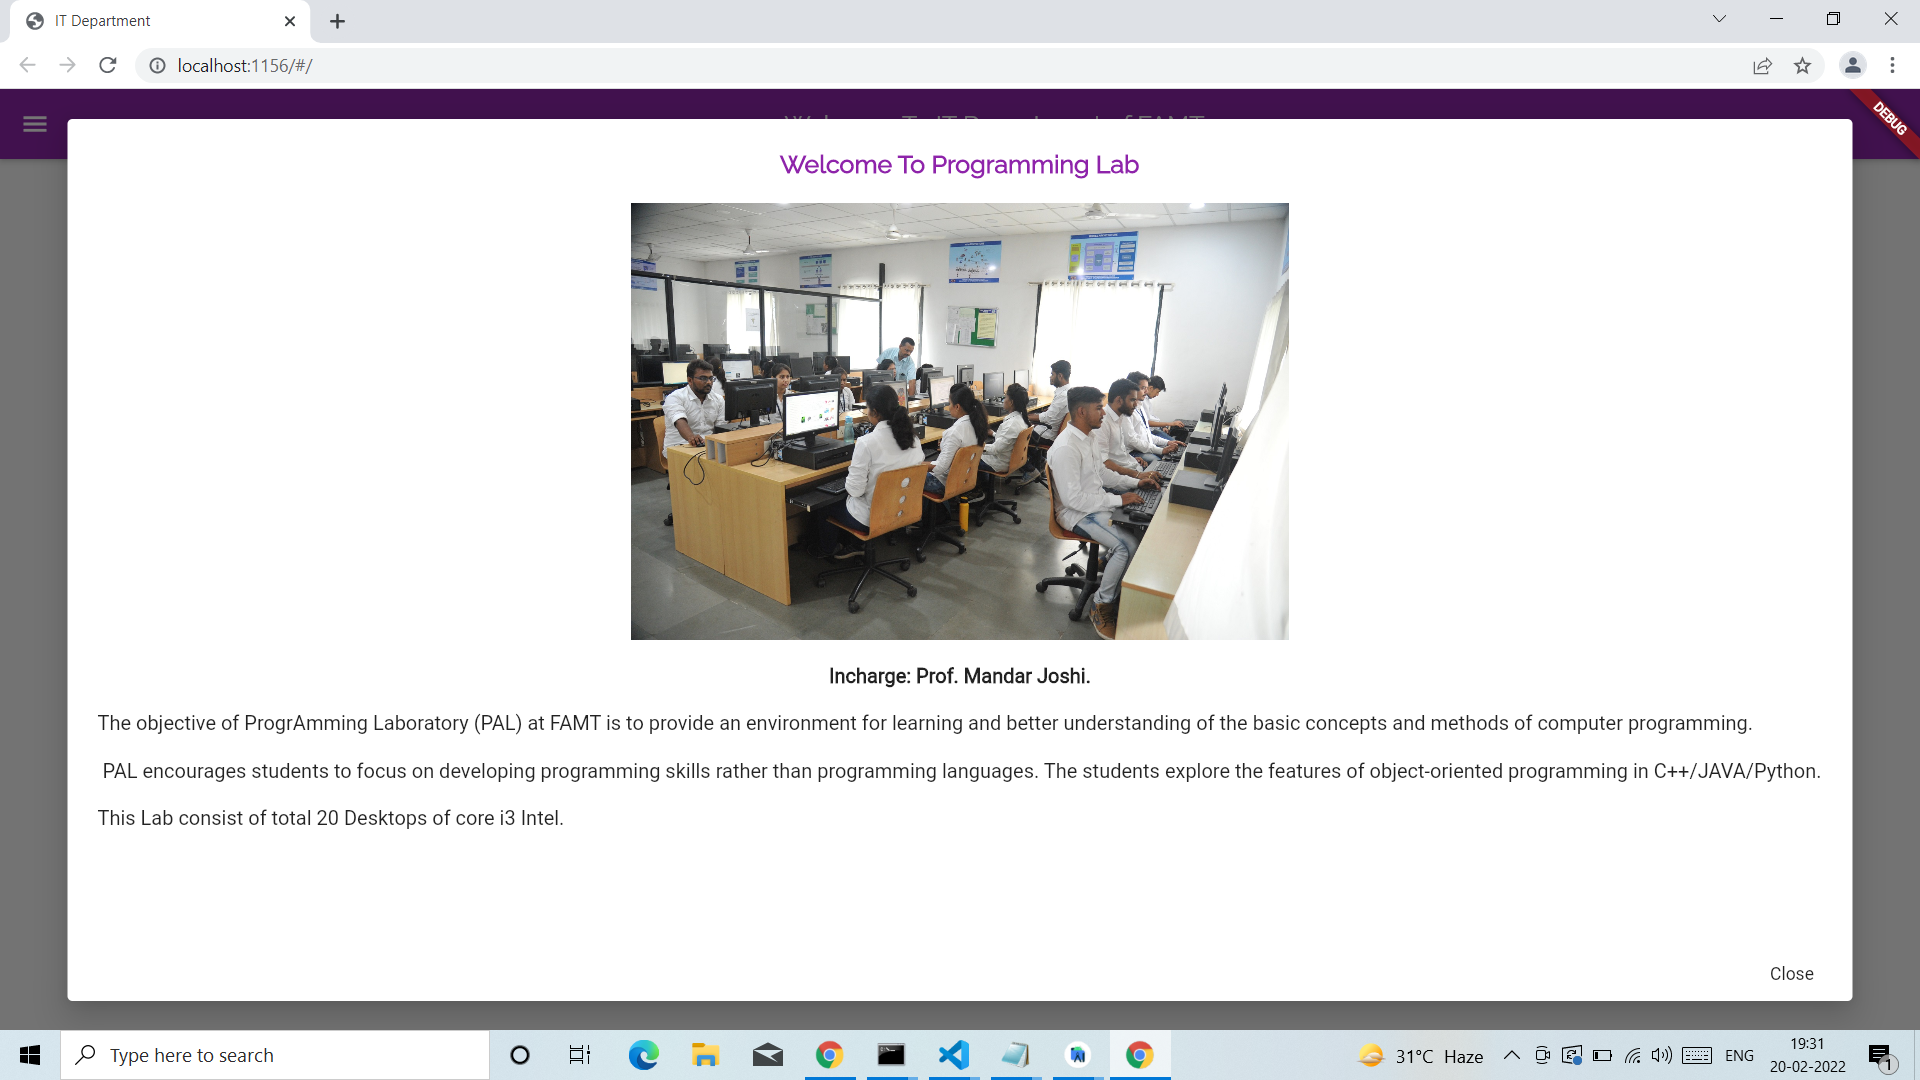 IT Department
localhost:1156/#/
DEBUG
Welcome To Programming Lab
Incharge: Prof. Mandar Joshi.
The objective of ProgrAmming Laboratory (PAL) at FAMT is to provide an environment for learning and better understanding of the basic concepts and methods of computer programming.
PAL encourages students to focus on developing programming skills rather than programming languages. The students explore the features of object-oriented programming in C++/JAVA/Python.
This Lab consist of total 20 Desktops of core i3 Intel.
Close
Type here to search
31°C Haze
ENG
19:31
20-02-2022
1